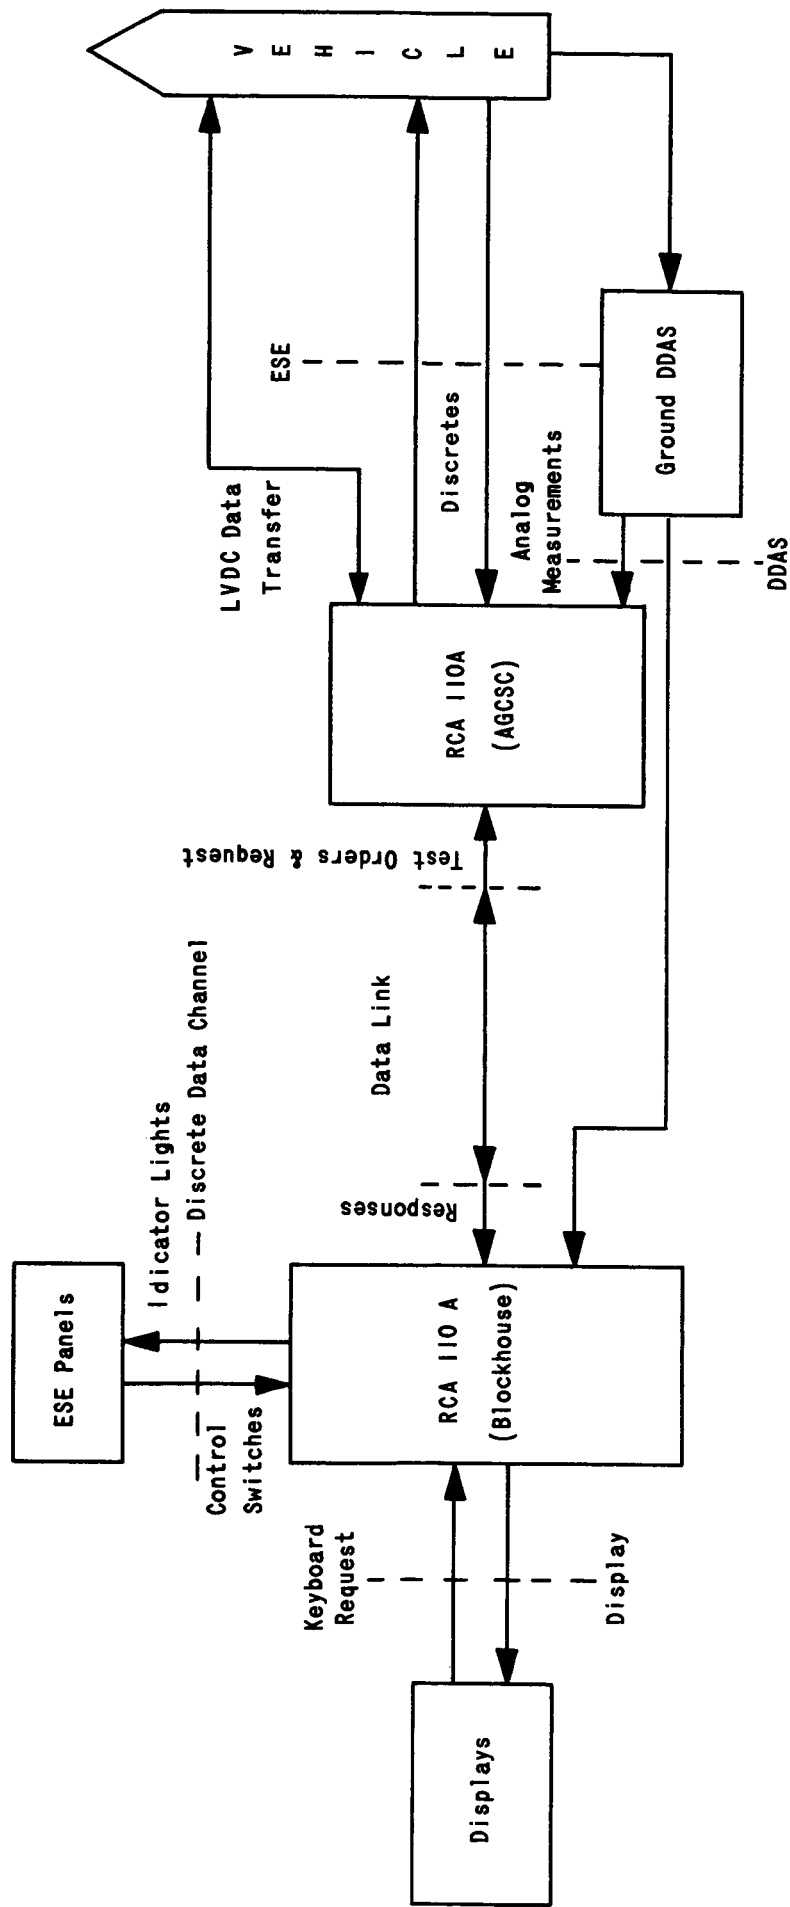 VEHICLE
ESE
LVDC Data
Transfer
Discretes
Analog
Measurements
Ground DDAS
DDAS
RCA 110A
(AGCSC)
Test Orders & Request
Data Link
Responses
Idicator Lights
Discrete Data Channel
ESE Panels
Control
Switches
RCA 110 A
(Blockhouse)
Keyboard
Request
Display
Displays